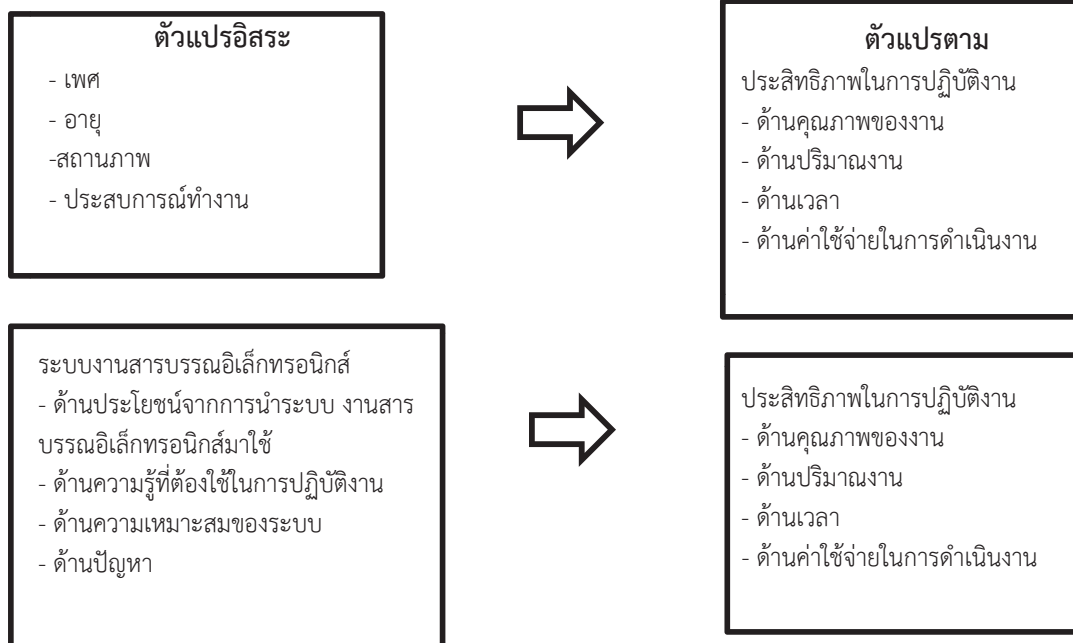 ตัวแปรอิสระ
- เพศ
- อายุ
-สถานภาพ
- ประสบการณ์ทำงาน
ตัวแปรตาม
ประสิทธิภาพในการปฏิบัติงาน
- ด้านคุณภาพของงาน
- ด้านปริมาณงาน
- ด้านเวลา
- ด้านค่าใช้จ่ายในการดำเนินงาน
ระบบงานสารบรรณอิเล็กทรอนิกส์
- ด้านประโยชน์จากการนำระบบ งานสาร
บรรณอิเล็กทรอนิกส์มาใช้
- ด้านความรู้ที่ต้องใช้ในการปฏิบัติงาน
- ด้านความเหมาะสมของระบบ
- ด้านปัญหา
ประสิทธิภาพในการปฏิบัติงาน
- ด้านคุณภาพของงาน
- ด้านปริมาณงาน
- ด้านเวลา
- ด้านค่าใช้จ่ายในการดำเนินงาน